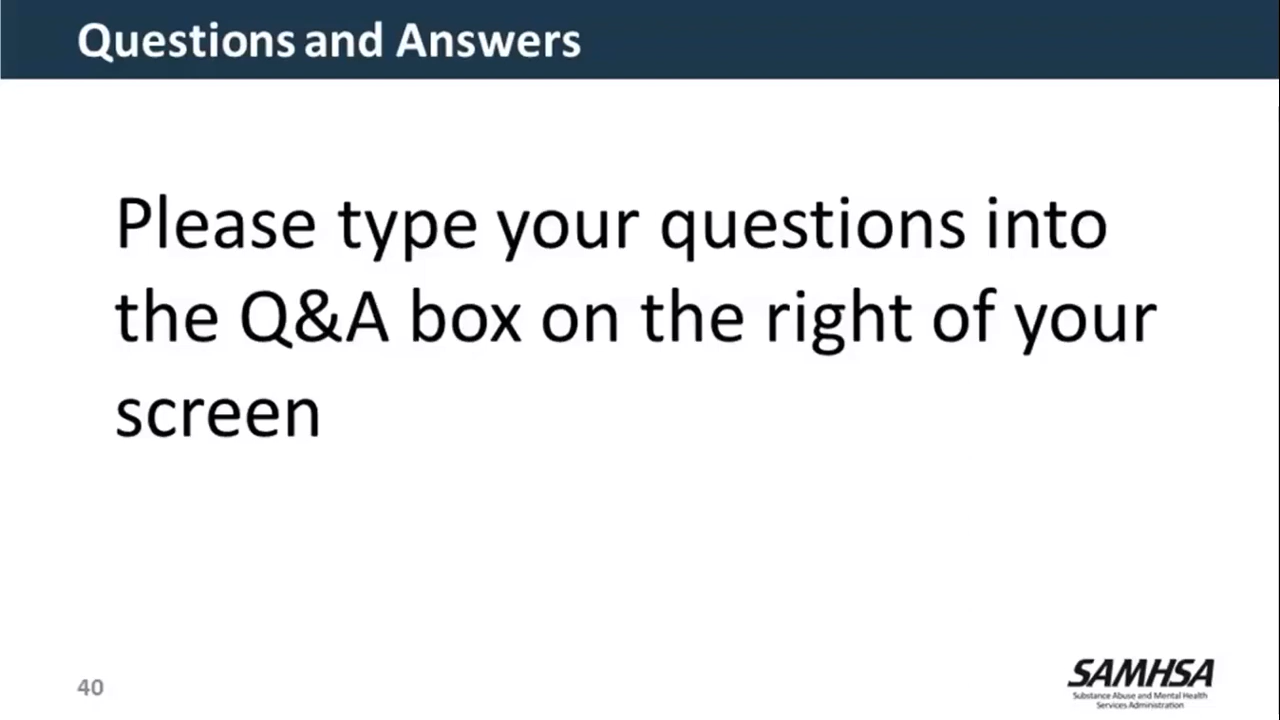 Questions and Answers
Please type your questions into
the Q&A box on the right of your
screen
40
SAMHSA
Substance Abuse and Mental Health
Services Administration